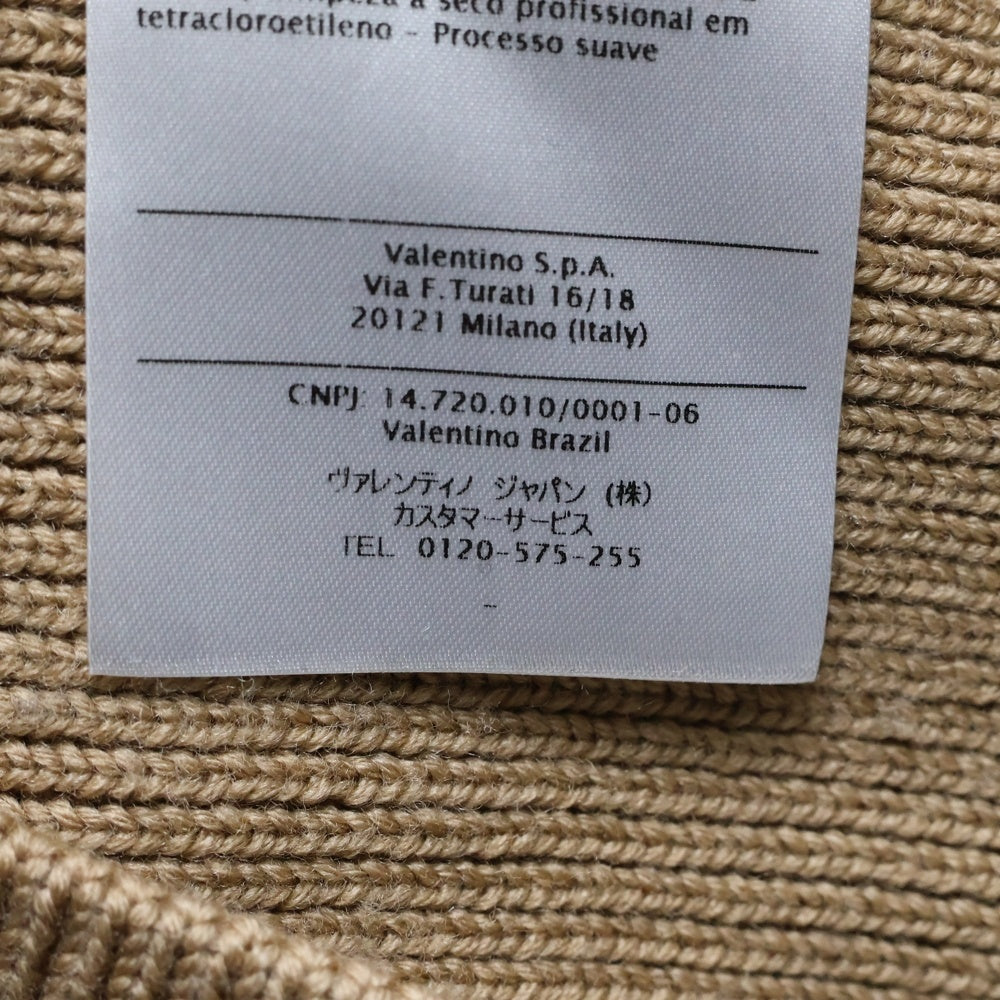 a seco profissional em
tetracloroetileno - Processo suave
Valentino S.p.A.
Via F. Turati 16/18
20121 Milano (Italy)
CNPJ: 14.720.010/0001-06
Valentino Brazil
ヴァレンティノ ジャパン (株)
カスタマーサービス
TEL 0120-575-255
-